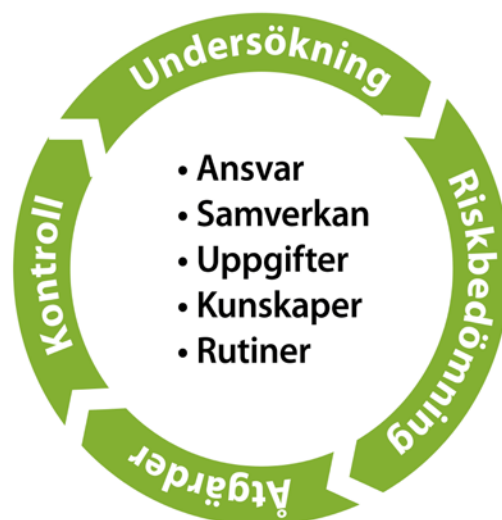 Undersökning
Riskbedömning
Åtgärder
Kontroll
• Ansvar
• Samverkan
• Uppgifter
• Kunskaper
• Rutiner